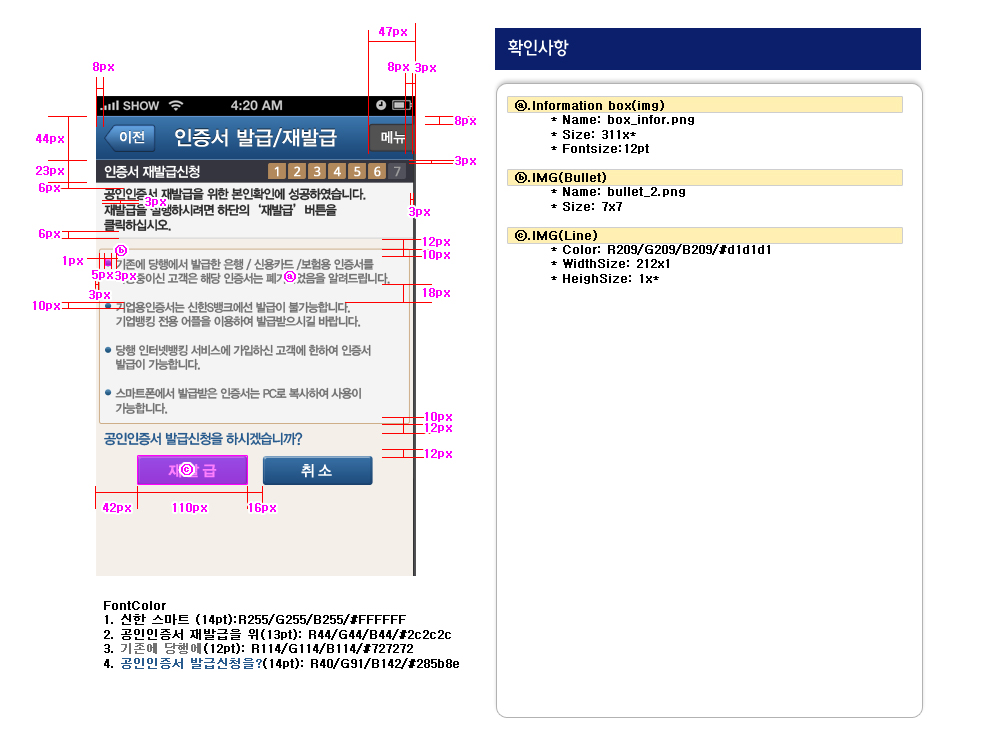 47px
8px
8px
3px
SHOW
4:20 AM
8px
44px
이전
인증서 발급/재발급
메뉴
3px
23px
인증서 재발급신청
1 2 3 4 5 6 7
6px
공인인증서 재발급을 위한 본인확인에 성공하였습니다.
3px
재발급을 실행하시려면 하단의 '재발급' 버튼을
3px
클릭하십시오.
6px
12px
ⓑ
10px
1px
기존에 당행에서 발급한 은행 / 신용카드 /보험용 인증서를
5px
3px
중이신 고객은 해당 인증서는 폐기
ⓐ
었음을 알려드립니다.
3px
18px
10px
기업용인증서는 신한S뱅크에선 발급이 불가능합니다.
기업뱅킹 전용 어플을 이용하여 발급받으시길 바랍니다.
당행 인터넷뱅킹 서비스에 가입하신 고객에 한하여 인증서
발급이 가능합니다.
스마트폰에서 발급받은 인증서는 PC로 복사하여 사용이
가능합니다.
10px
12px
공인인증서 발급신청을 하시겠습니까?
12px
재발급
ⓒ
취소
42px
110px
16px
FontColor
1. 신한 스마트 (14pt):R255/G255/B255/#FFFFFF
2. 공인인증서 재발급을 위(13pt): R44/G44/B44/#2c2c2c
3. 기존에 당행에(12pt): R114/G114/B114/#727272
4. 공인인증서 발급신청을?(14pt): R40/G91/B142/#285b8e
확인사항
ⓐ.Information box(img)
* Name: box_infor.png
* Size: 311x*
* Fontsize:12pt
ⓑ.IMG(Bullet)
* Name: bullet_2.png
* Size: 7x7
ⓒ.IMG(Line)
* Color: R209/G209/B209/#d1d1d1
* WidthSize: 212x1
* HeighSize: 1x*